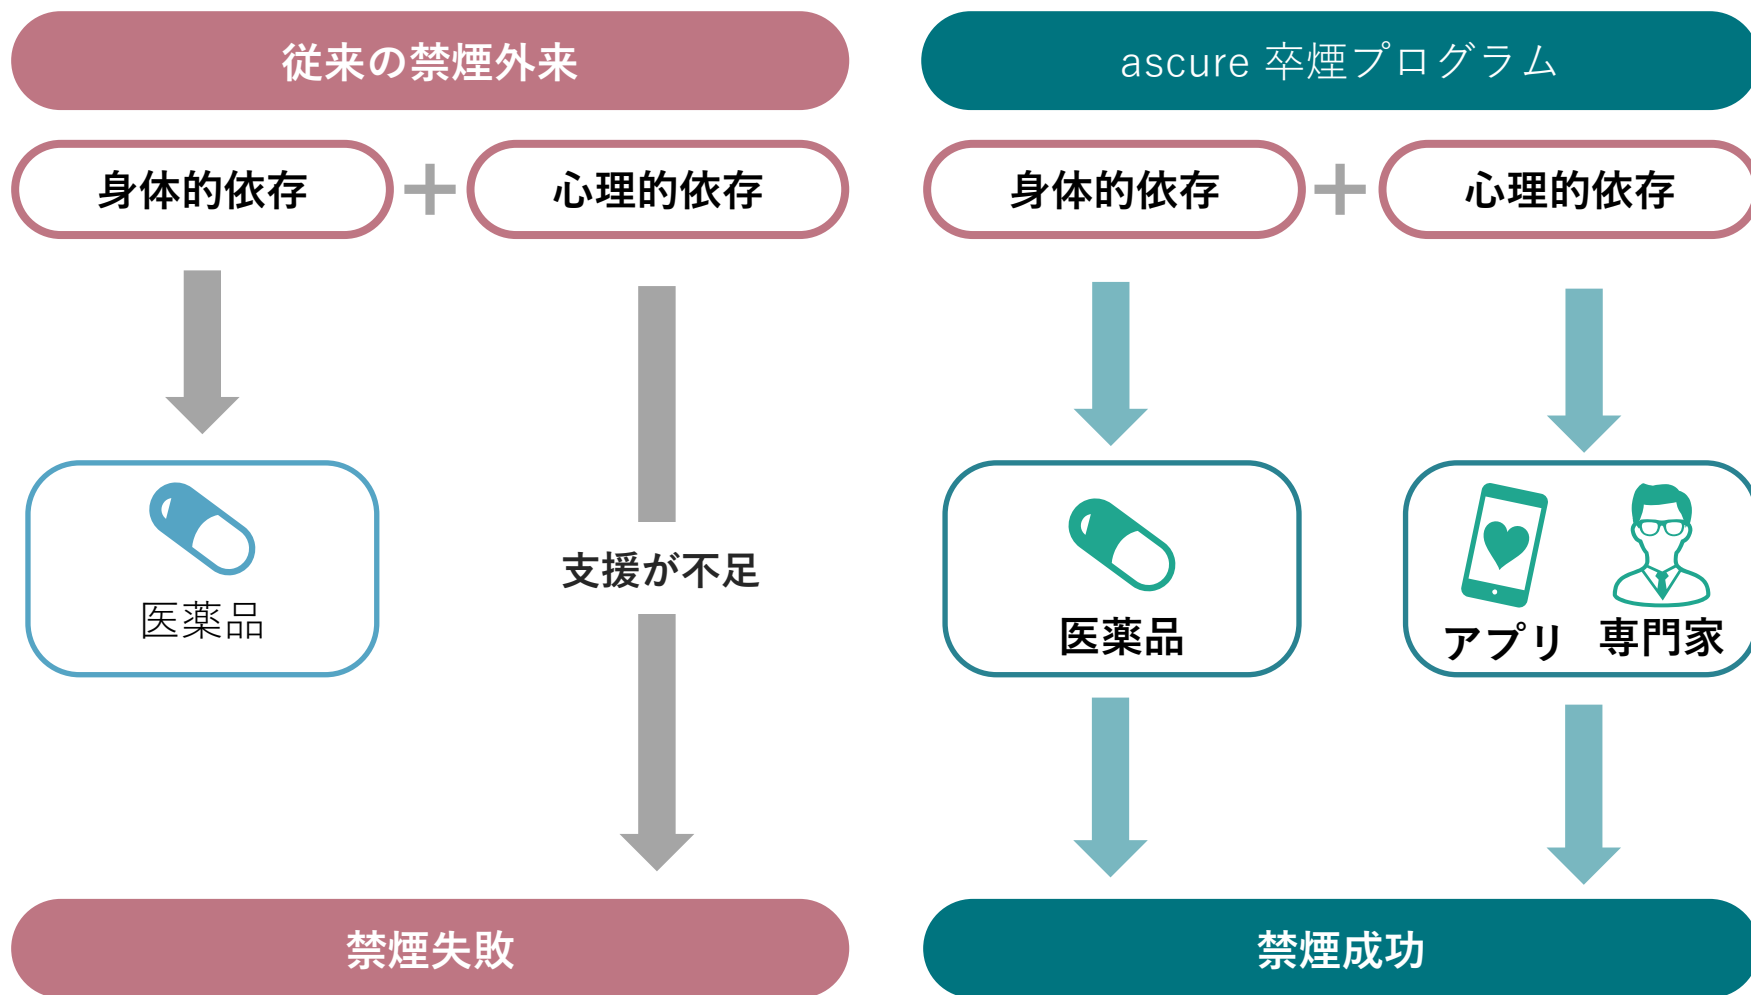 従来の禁煙外来
身体的依存
心理的依存
医薬品
支援が不足
禁煙失敗
ascure 卒煙プログラム
身体的依存
心理的依存
医薬品
アプリ
専門家
禁煙成功